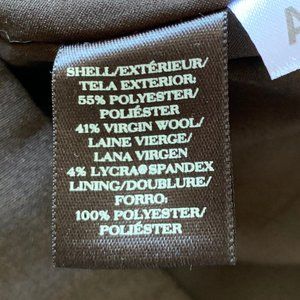 SHELL/EXTÉRIEUR/
TELA EXTERIOR:
55% POLYESTER/
POLIÉSTER
41% VIRGIN WOOL/
LAINE VIERGE/
LANA VIRGEN
4% LYCRA®SPANDEX
LINING/DOUBLURE/
FORRO:
100% POLYESTER/
POLIÉSTER